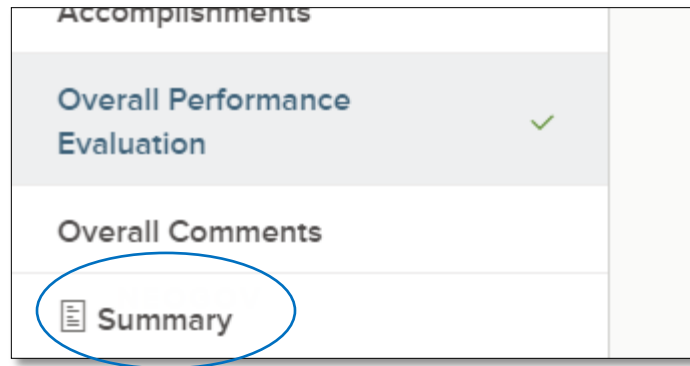 Accomplishments
Overall Performance
Evaluation
Overall Comments
Summary